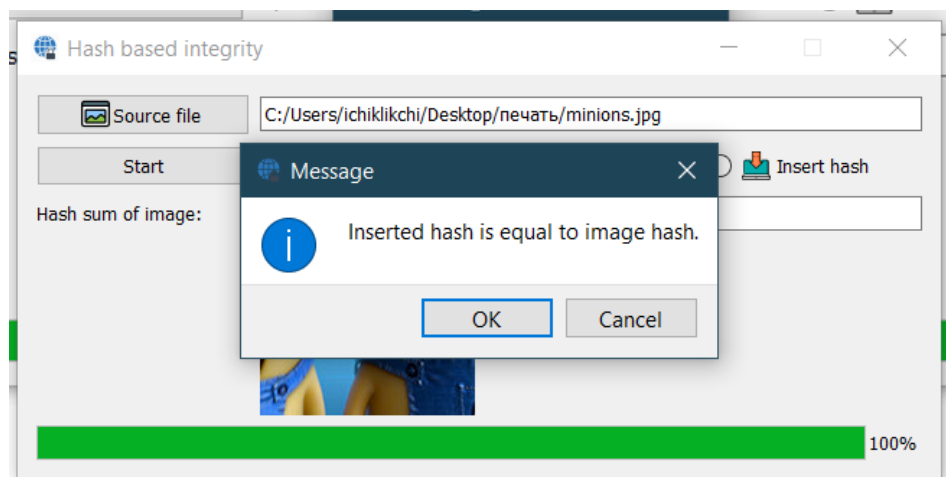 Hash based integrity
Source file C:/Users/ichiklikchi/Desktop/печать/minions.jpg
Start Insert hash
Message
Hash sum of image:
Inserted hash is equal to image hash.
OK Cancel
100%